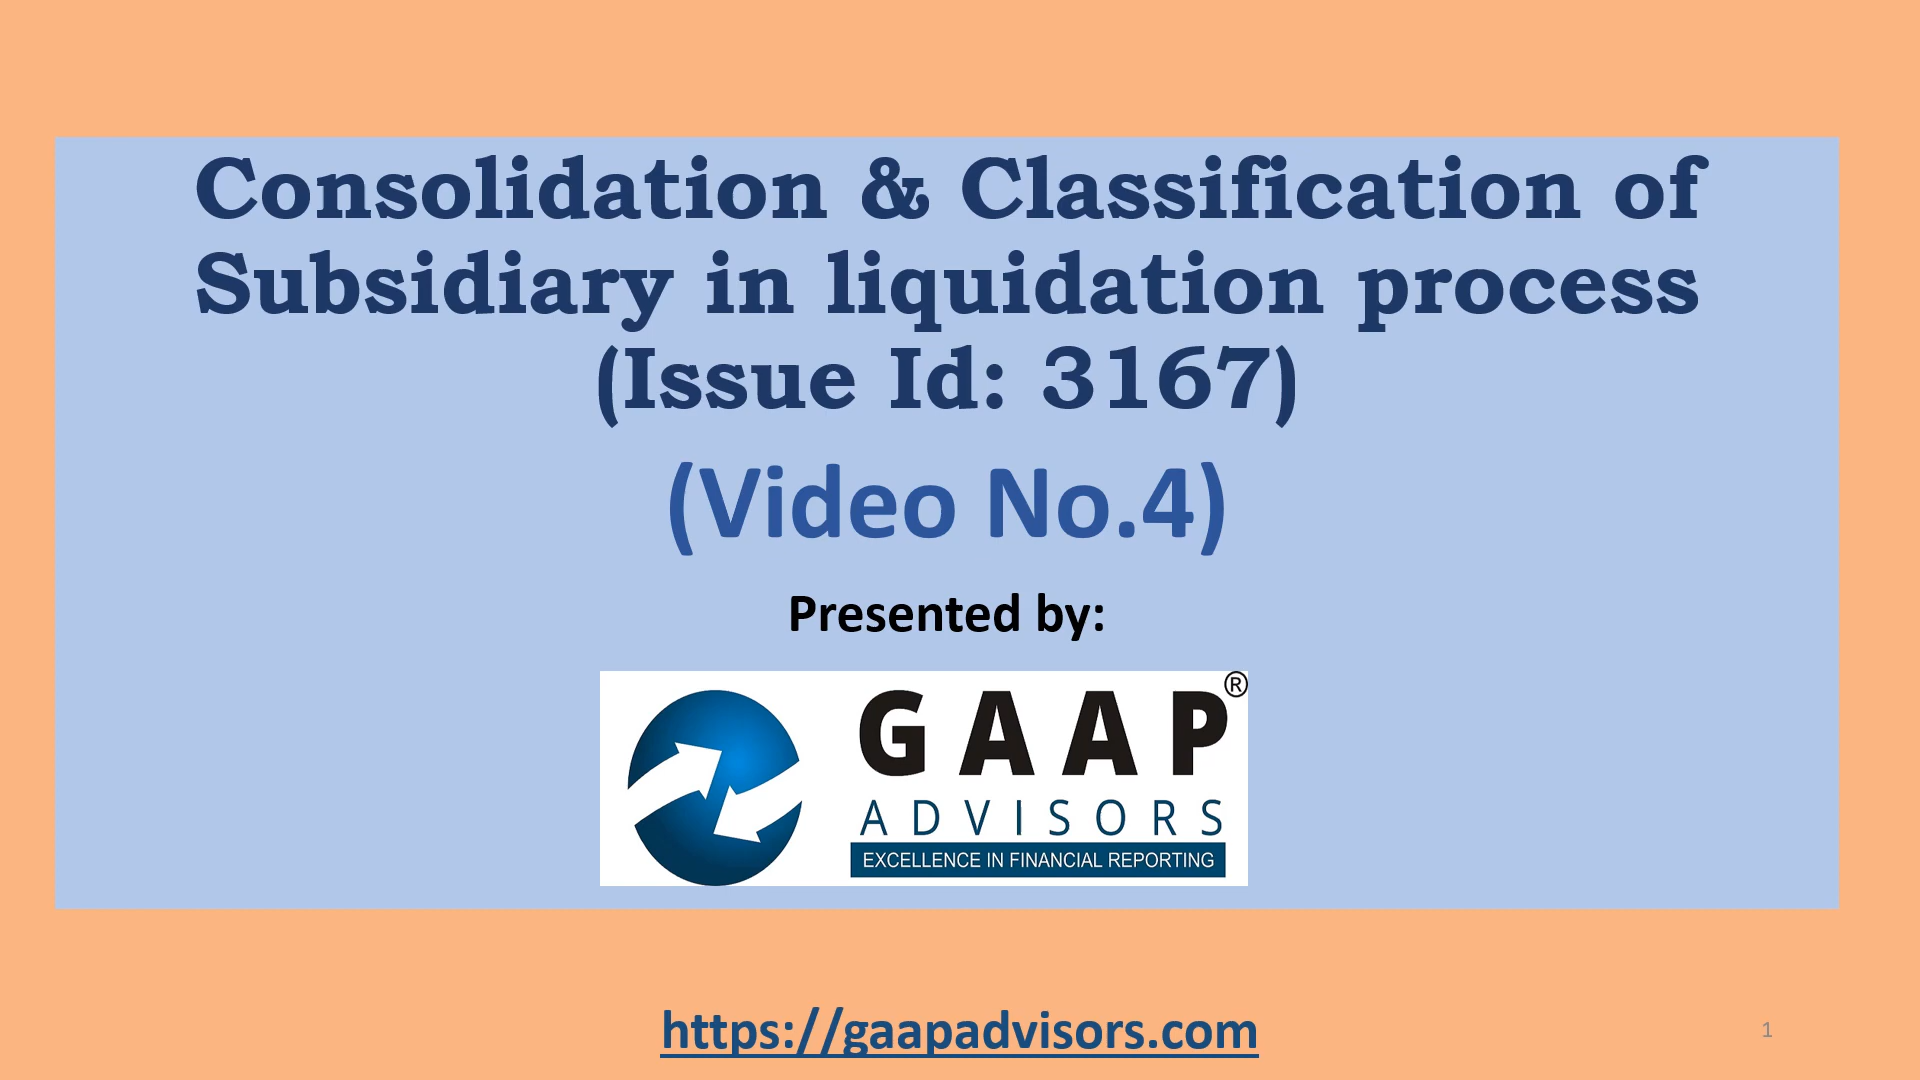 Consolidation & Classification of
Subsidiary in liquidation process
(Issue Id: 3167)
(Video No.4)
Presented by:
GAAP®
ADVISORS
EXCELLENCE IN FINANCIAL REPORTING
https://gaapadvisors.com
1